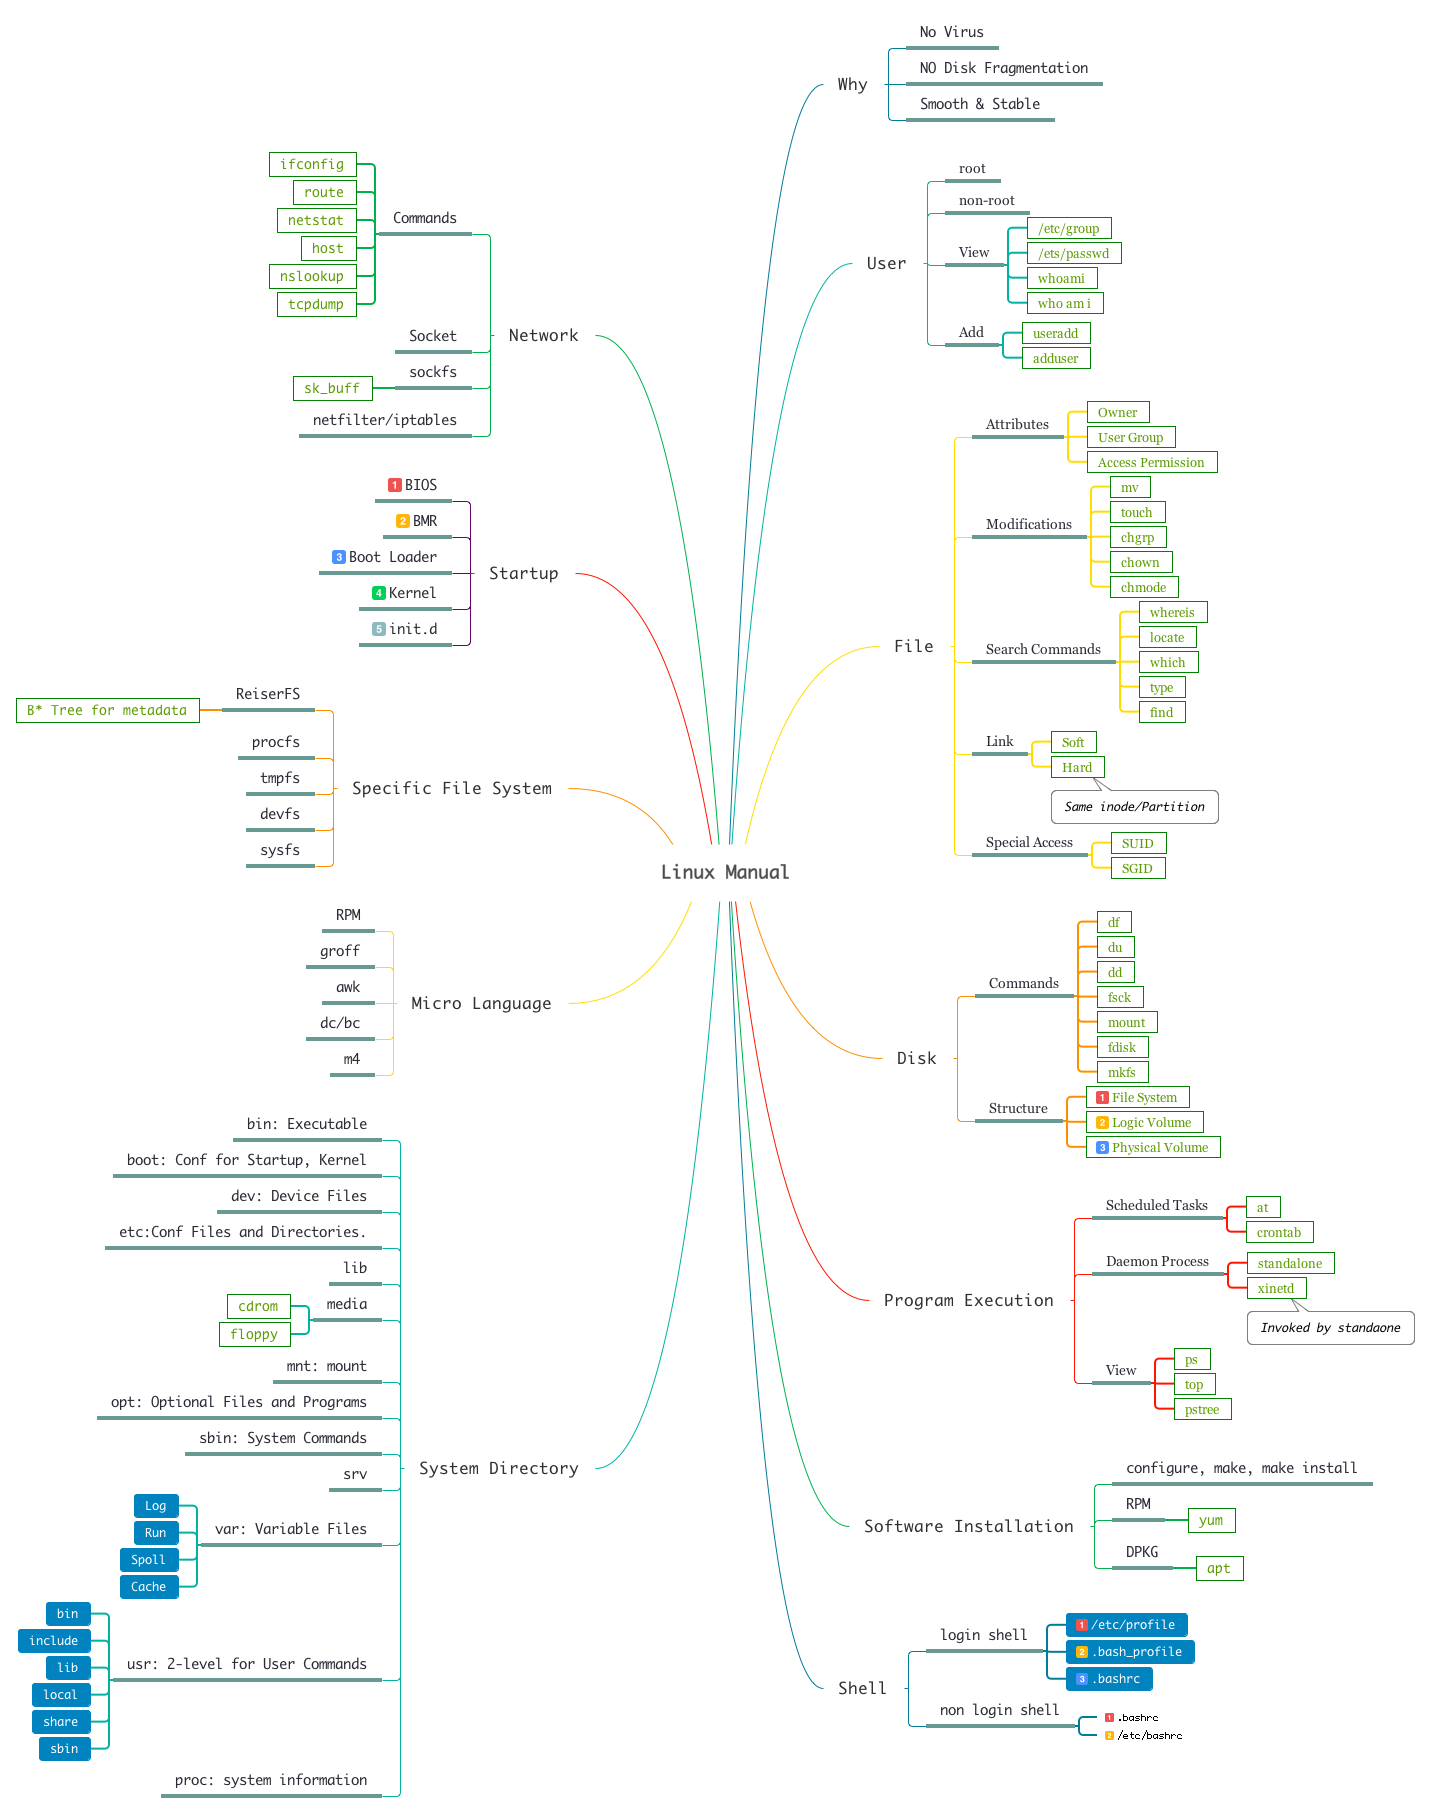 Linux Manual
Why
No Virus
NO Disk Fragmentation
Smooth & Stable
User
root
non-root
View
/etc/group
/ets/passwd
whoami
who am i
Add
useradd
adduser
File
Attributes
Owner
User Group
Access Permission
Modifications
mv
touch
chgrp
chown
chmode
Search Commands
whereis
locate
which
type
find
Link
Soft
Hard
Same inode/Partition
Special Access
SUID
SGID
Disk
Commands
df
du
dd
fsck
mount
fdisk
mkfs
Structure
1 File System
2 Logic Volume
3 Physical Volume
Program Execution
Scheduled Tasks
at
crontab
Daemon Process
standalone
xinetd
Invoked by standaone
View
ps
top
pstree
Software Installation
configure, make, make install
RPM
yum
DPKG
apt
Shell
login shell
1 /etc/profile
2 .bash_profile
3 .bashrc
non login shell
1 .bashrc
2 /etc/bashrc
Network
Commands
ifconfig
route
netstat
host
nslookup
tcpdump
Socket
sockfs
sk_buff
netfilter/iptables
Startup
1 BIOS
2 BMR
3 Boot Loader
4 Kernel
5 init.d
Specific File System
ReiserFS
B* Tree for metadata
procfs
tmpfs
devfs
sysfs
Micro Language
RPM
groff
awk
dc/bc
m4
System Directory
bin: Executable
boot: Conf for Startup, Kernel
dev: Device Files
etc:Conf Files and Directories.
lib
media
cdrom
floppy
mnt: mount
opt: Optional Files and Programs
sbin: System Commands
srv
var: Variable Files
Log
Run
Spoll
Cache
usr: 2-level for User Commands
bin
include
lib
local
share
sbin
proc: system information